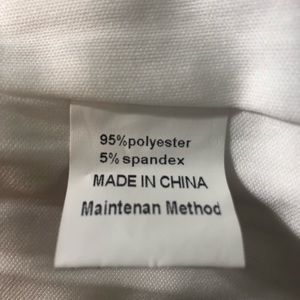 95%polyester
5%spandex
MADE IN CHINA
Maintenan Method